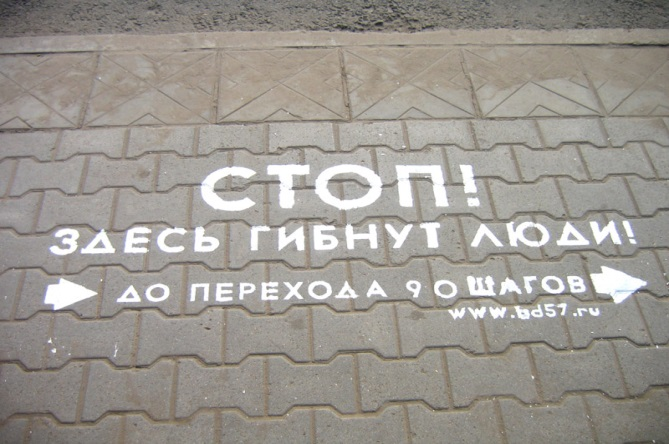 СТОП!
ЗДЕСЬ ГИБНУТ ЛЮДИ!
ДО ПЕРЕХОДА 90 ШАГОВ
www.bd57.ru